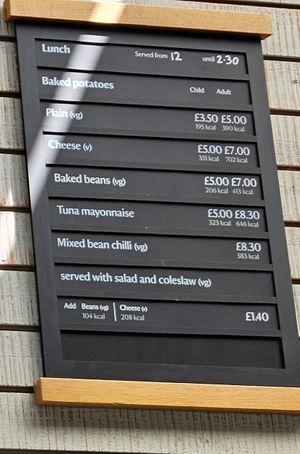 Lunch Served from 12 until 2-30
Baked potatoes Child Adult
Plain (vg) £3.50 £5.00
195 kcal 390 kcal
Cheese (v) £5.00 £7.00
351 kcal 702 kcal
Baked beans (vg) £5.00 £7.00
206 kcal 413 kcal
Tuna mayonnaise £5.00 £8.30
323 kcal 646 kcal
Mixed bean chilli (vg) £8.30
583 kcal
served with salad and coleslaw (vg)
Add Beans (vg) Cheese (v) £1.40
104 kcal 208 kcal